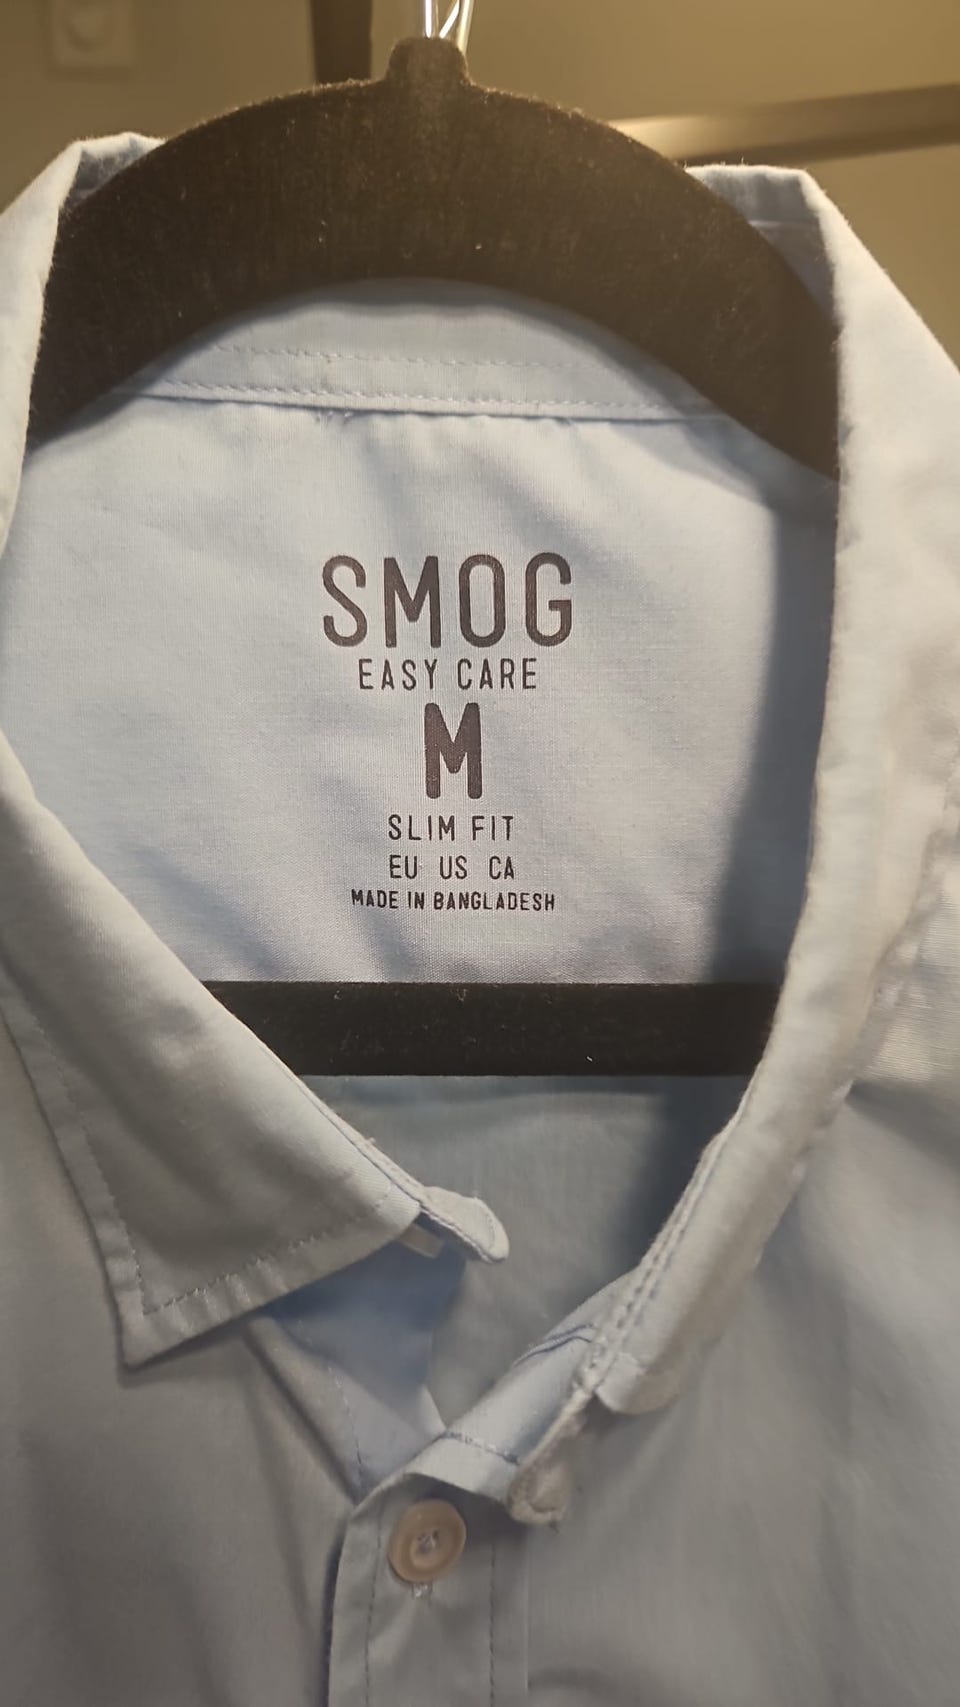 SMOG
EASY CARE
M
SLIM FIT
EU US CA
MADE IN BANGLADESH